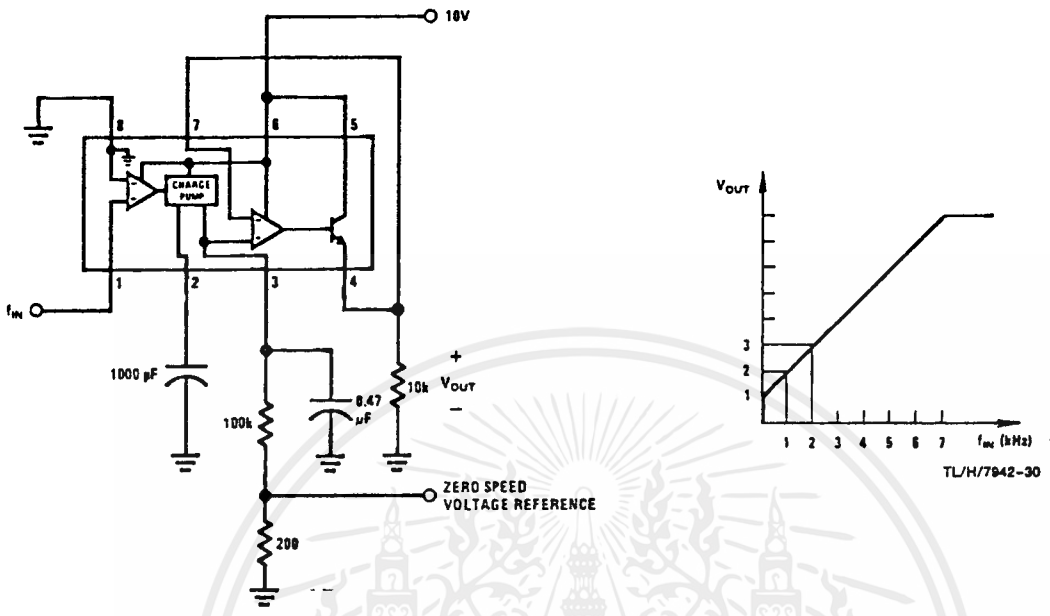 10V
8
7
6
5
CHARGE
PUMP
1
2
3
4
fIN
1000 µF
100k
0.47
µF
+
VOUT
−
10k
ZERO SPEED
VOLTAGE REFERENCE
200
VOUT
3
2
1
1 2 3 4 5 6 7 fIN (kHz)
TL/H/7942-30